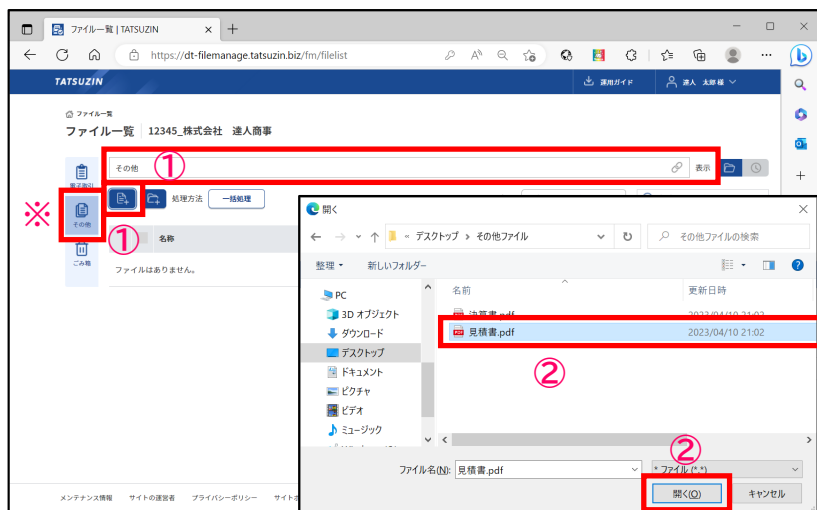 ファイル一覧 | TATSUZIN
https://dt-filemanage.tatsuzin.biz/fm/filelist
TATSUZIN
運用ガイド
達人 太郎 様
ファイル一覧
ファイル一覧 12345_株式会社 達人商事
その他 ①
表示
電子取引
処理方法 一括処理
※
その他
①
名称
ごみ箱
ファイルはありません。
開く
デスクトップ > その他ファイル
その他ファイルの検索
整理 新しいフォルダー
名前 更新日時
PC
3D オブジェクト
ダウンロード
デスクトップ
ドキュメント
ピクチャ
ビデオ
ミュージック
2023/04/10 21:02
見積書.pdf 2023/04/10 21:02
②
②
ファイル名(N): 見積書.pdf
* ファイル (*.*)
開く(O) キャンセル
メンテナンス情報 サイトの運営者 プライバシーポリシー